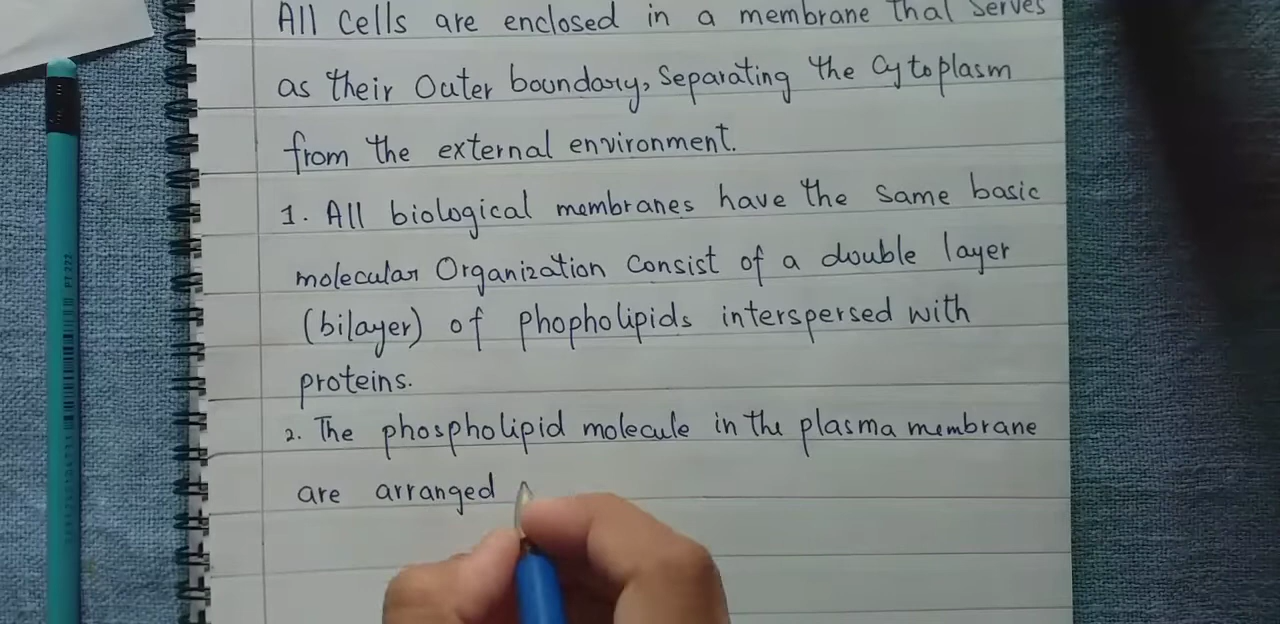 All Cells are enclosed in a membrane that serves
as their Outer boundary, Separating the Cytoplasm
from the external environment.
1. All biological membranes have the same basic
molecular Organization consist of a double layer
(bilayer) of phopholipids interspersed with
proteins.
2. The phospholipid molecule in the plasma membrane
are arranged